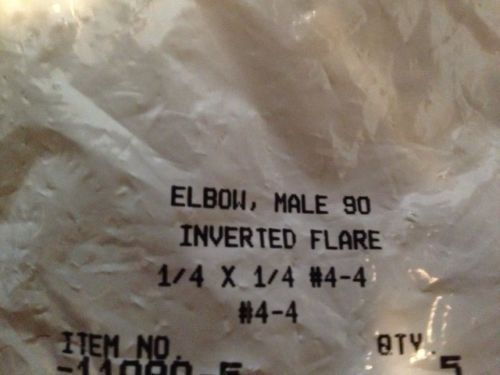 ELBOW, MALE 90
INVERTED FLARE
1/4 X 1/4 #4-4
#4-4
ITEM NO. QTY.
5